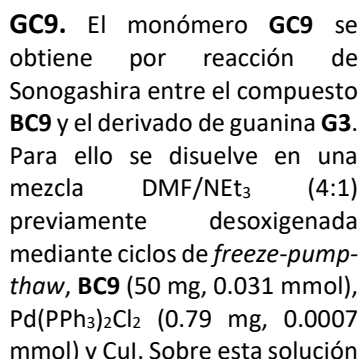 GC9. El monómero GC9 se
obtiene por reacción de
Sonogashira entre el compuesto
BC9 y el derivado de guanina G3.
Para ello se disuelve en una
mezcla DMF/NEt₃ (4:1)
previamente desoxigenada
mediante ciclos de freeze-pump-
thaw, BC9 (50 mg, 0.031 mmol),
Pd(PPh₃)₂Cl₂ (0.79 mg, 0.0007
mmol) y CuI. Sobre esta solución